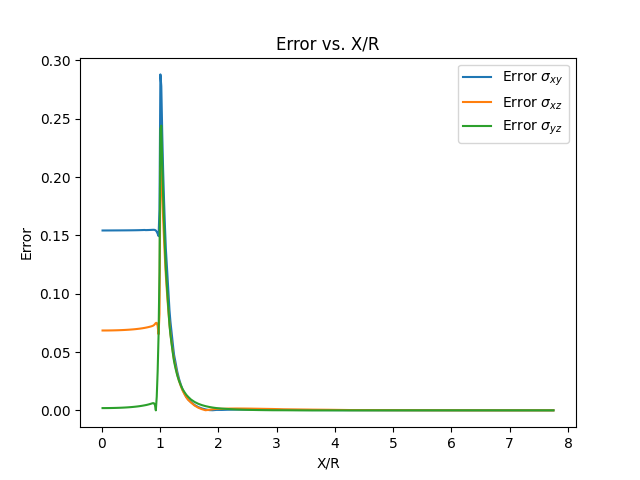 Error vs. X/R
0.30
0.25
0.20
0.15
0.10
0.05
0.00
Error
Error σxy
Error σxz
Error σyz
0 1 2 3 4 5 6 7 8
X/R